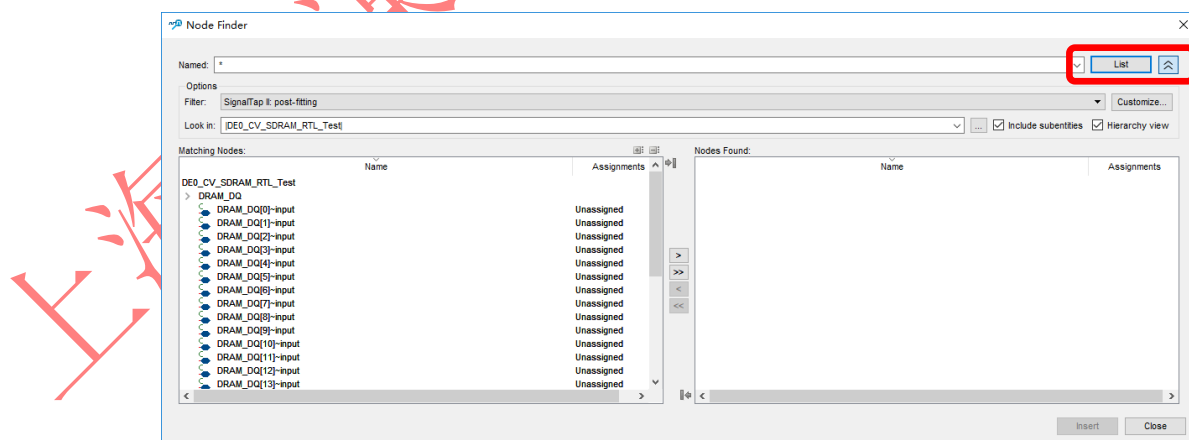 Node Finder
Named: * List
Options
Filter: SignalTap II: post-fitting Customize...
Look in: |DE0_CV_SDRAM_RTL_Test| ... Include subentities Hierarchy view
Matching Nodes: Nodes Found:
Name Assignments Name Assignments
DE0_CV_SDRAM_RTL_Test
DRAM_DQ
DRAM_DQ[0]~input Unassigned
DRAM_DQ[1]~input Unassigned
DRAM_DQ[2]~input Unassigned
DRAM_DQ[3]~input Unassigned
DRAM_DQ[4]~input Unassigned
DRAM_DQ[5]~input Unassigned
DRAM_DQ[6]~input Unassigned
DRAM_DQ[7]~input Unassigned
DRAM_DQ[8]~input Unassigned
DRAM_DQ[9]~input Unassigned
DRAM_DQ[10]~input Unassigned
DRAM_DQ[11]~input Unassigned
DRAM_DQ[12]~input Unassigned
DRAM_DQ[13]~input Unassigned
>
>>
<
<<
Insert Close
上海